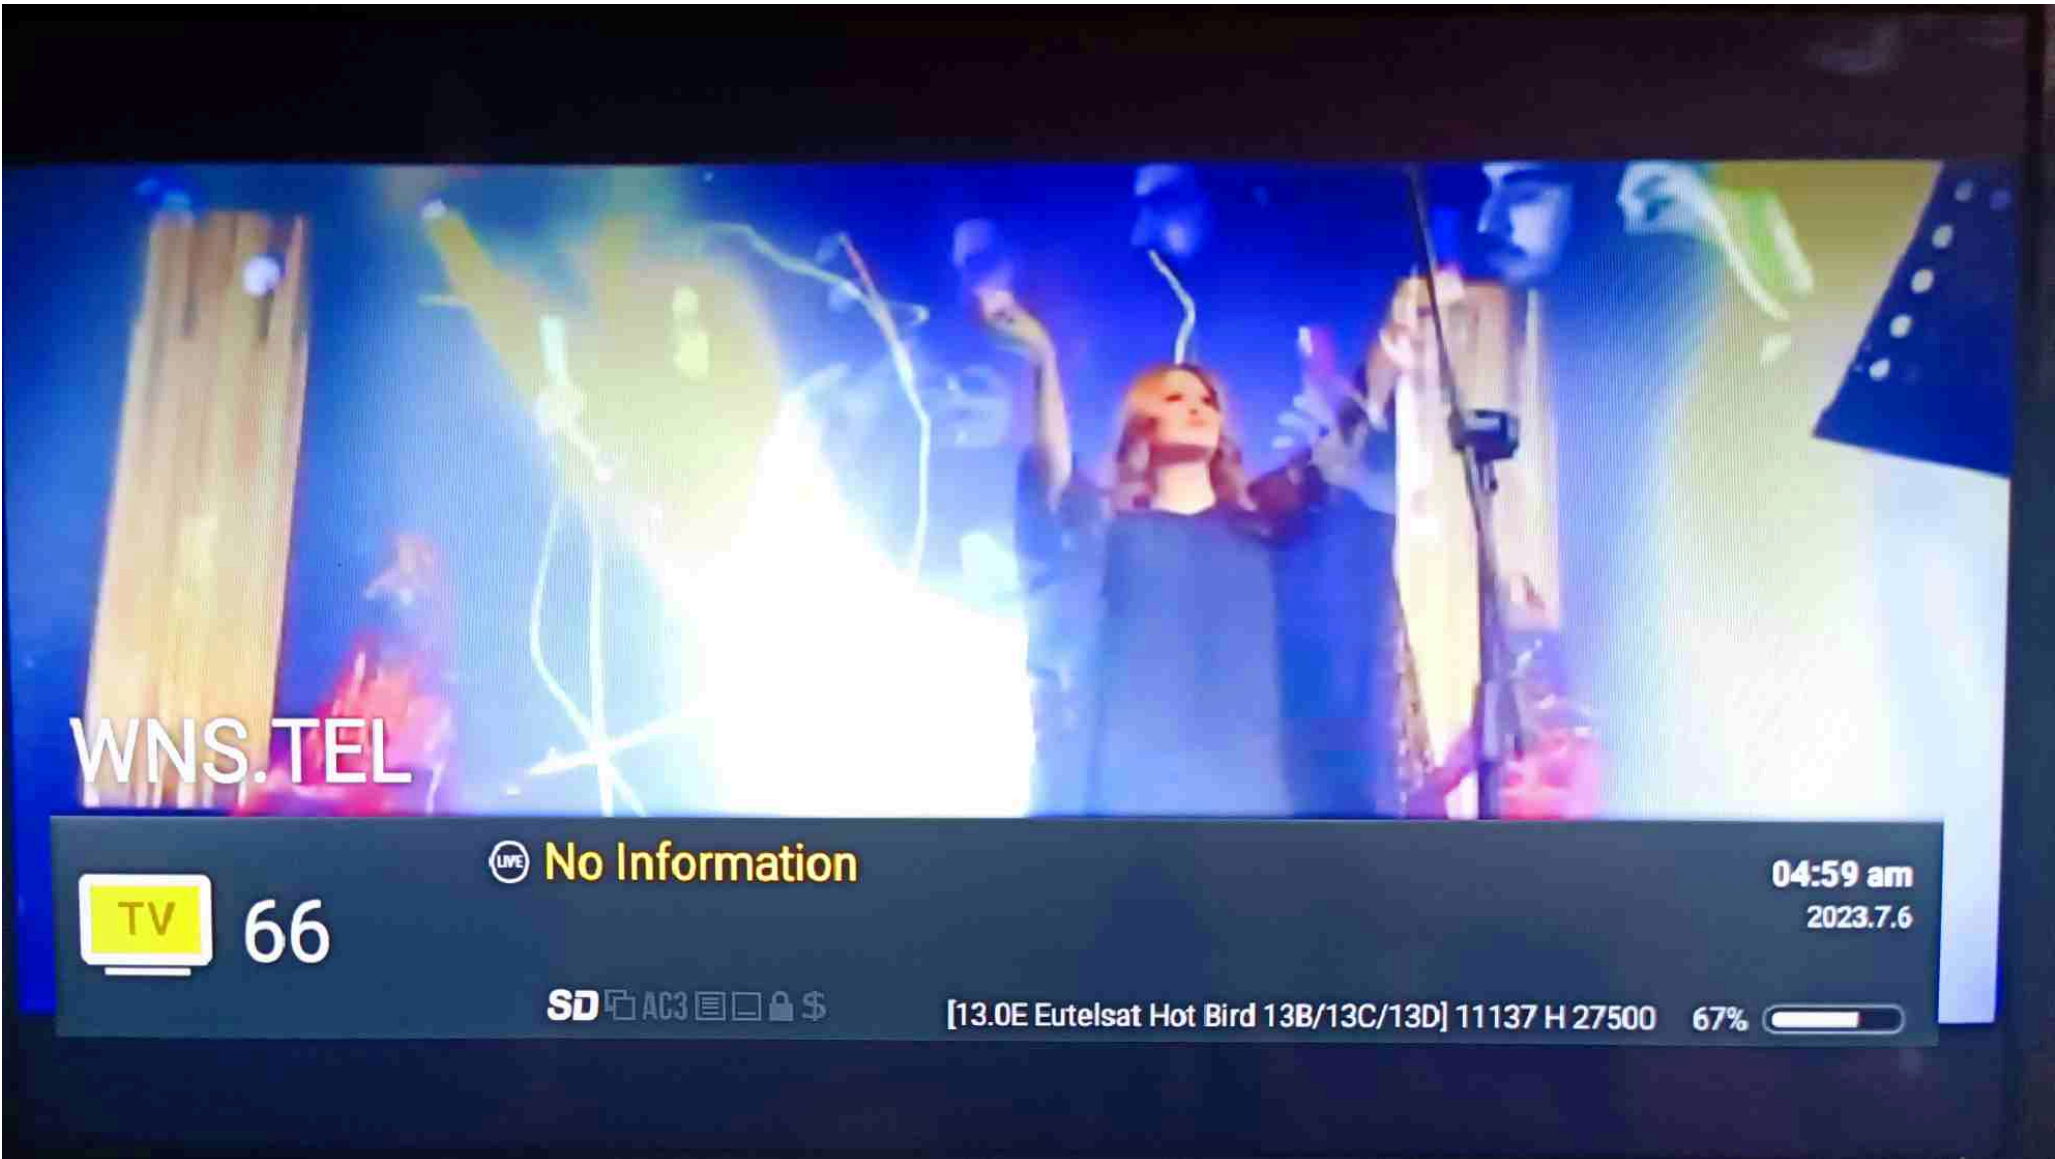 WNS.TEL
LIVE No Information
04:59 am
TV 66
2023.7.6
SD AC3 $
[13.0E Eutelsat Hot Bird 13B/13C/13D] 11137 H 27500 67%